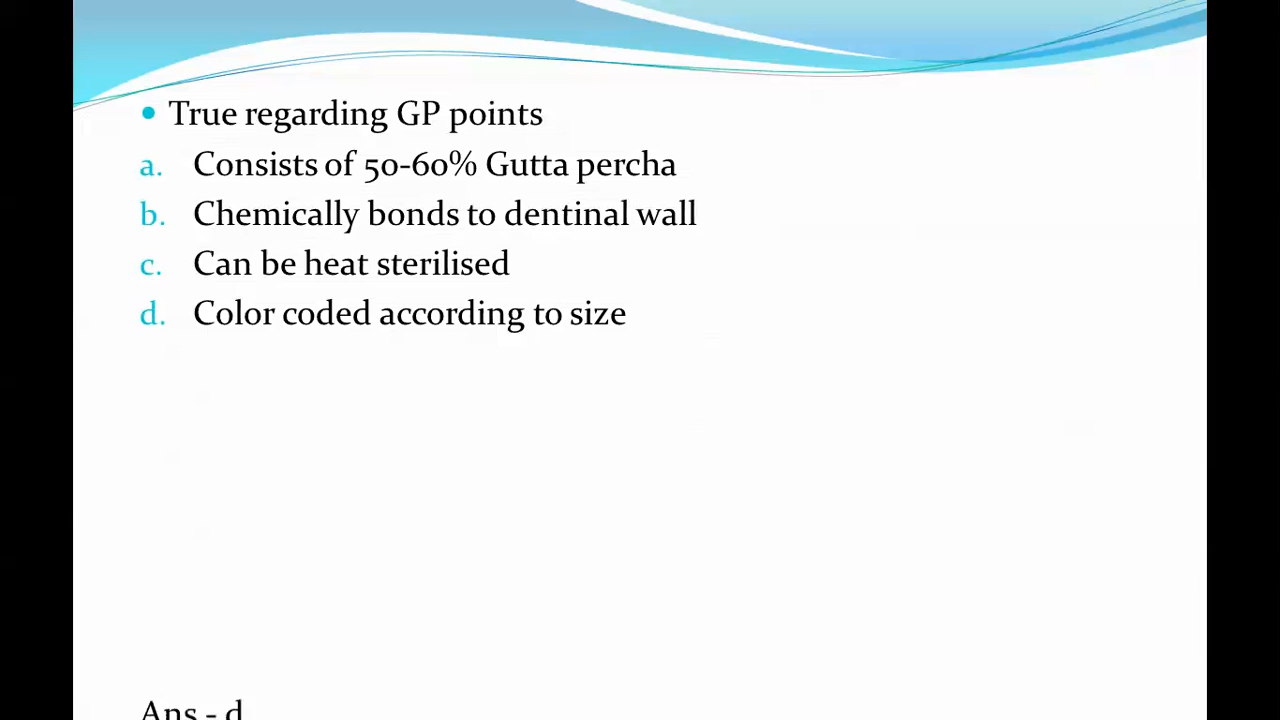 • True regarding GP points
a. Consists of 50-60% Gutta percha
b. Chemically bonds to dentinal wall
c. Can be heat sterilised
d. Color coded according to size
Ans - d